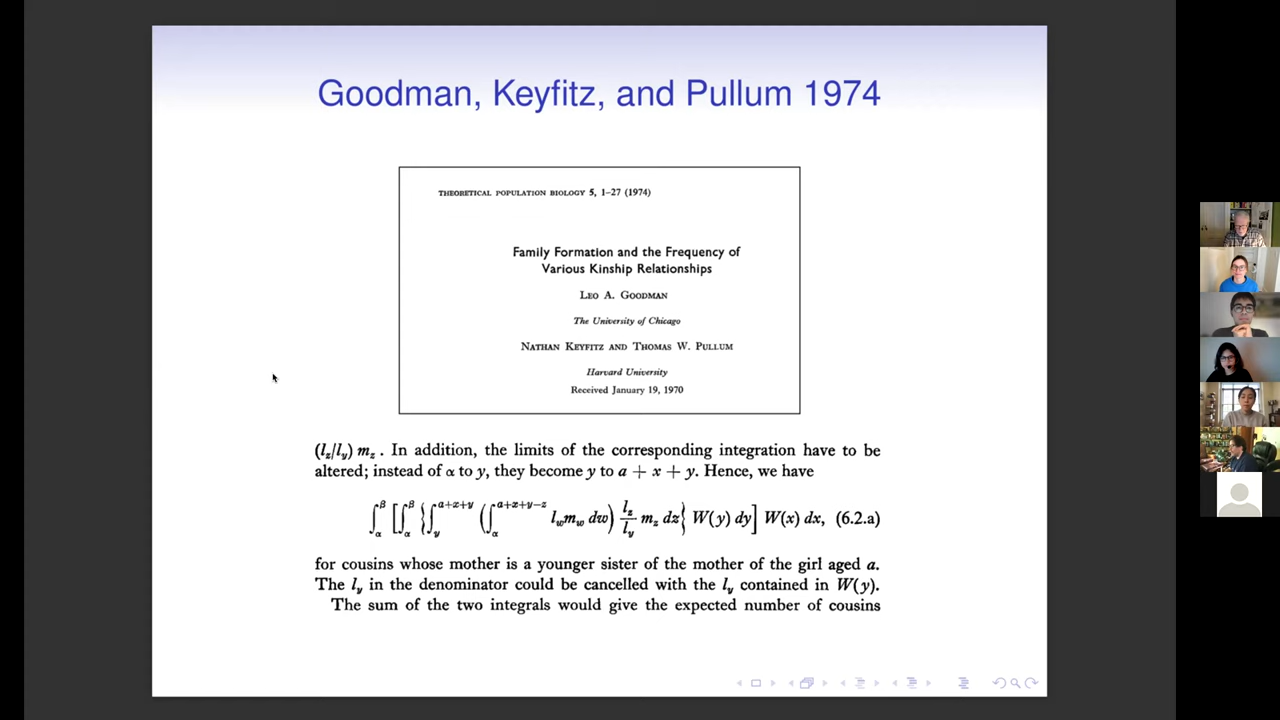 Goodman, Keyfitz, and Pullum 1974
THEORETICAL POPULATION BIOLOGY 5, 1–27 (1974)
Family Formation and the Frequency of
Various Kinship Relationships
LEO A. GOODMAN
The University of Chicago
NATHAN KEYFITZ AND THOMAS W. PULLUM
Harvard University
Received January 19, 1970
(l_z/l_y) m_z . In addition, the limits of the corresponding integration have to be
altered; instead of α to y, they become y to a + x + y. Hence, we have
∫_α^β [∫_α^β {∫_y^{a+x+y} (∫_α^{a+x+y−z} l_w m_w dw) l_z/l_y m_z dz} W(y) dy] W(x) dx, (6.2.a)
for cousins whose mother is a younger sister of the mother of the girl aged a.
The l_y in the denominator could be cancelled with the l_y contained in W(y).
The sum of the two integrals would give the expected number of cousins